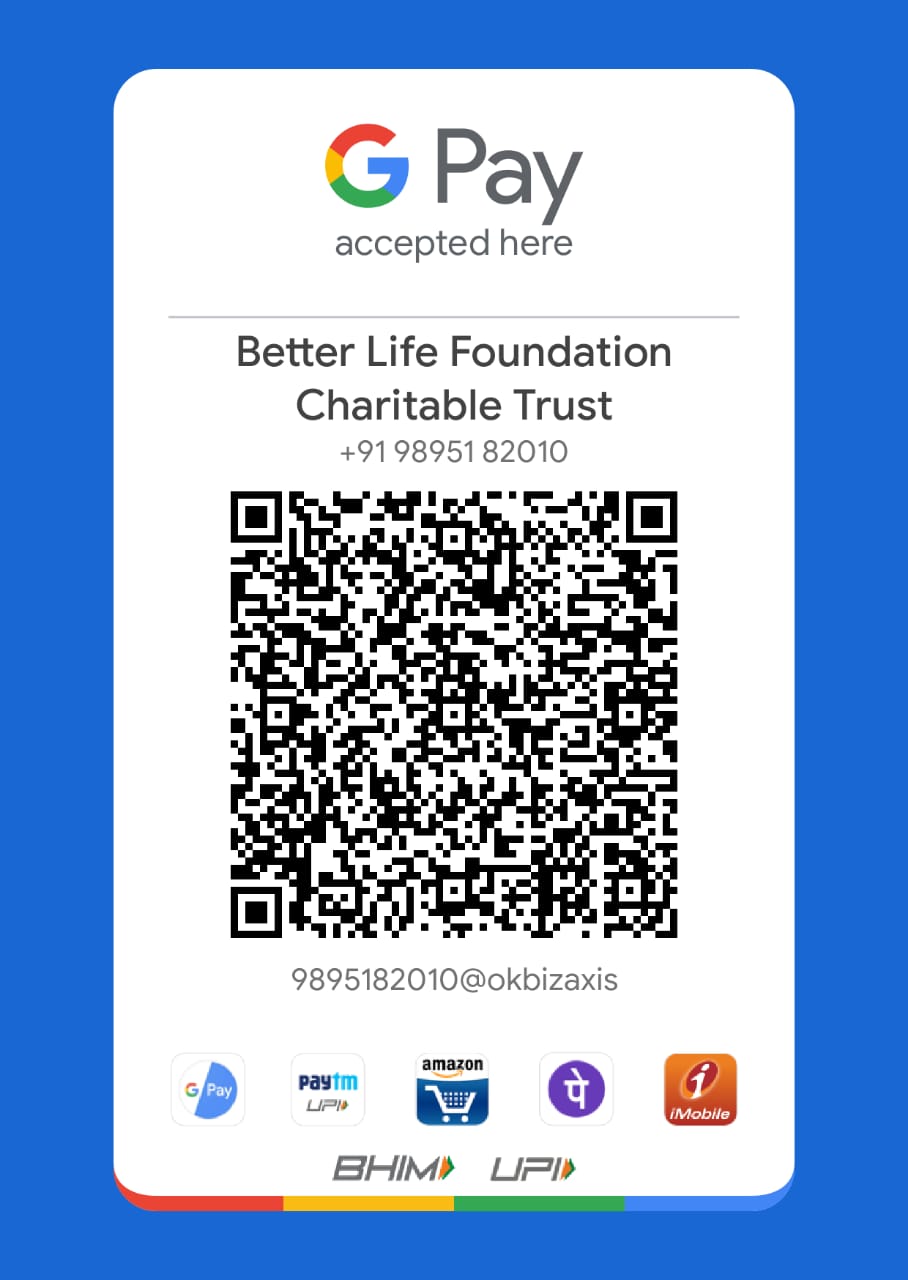 G Pay
accepted here
Better Life Foundation
Charitable Trust
+91 98951 82010
9895182010@okbizaxis
G Pay
paytm
UPI
amazon
पे
i
iMobile
BHIM UPI